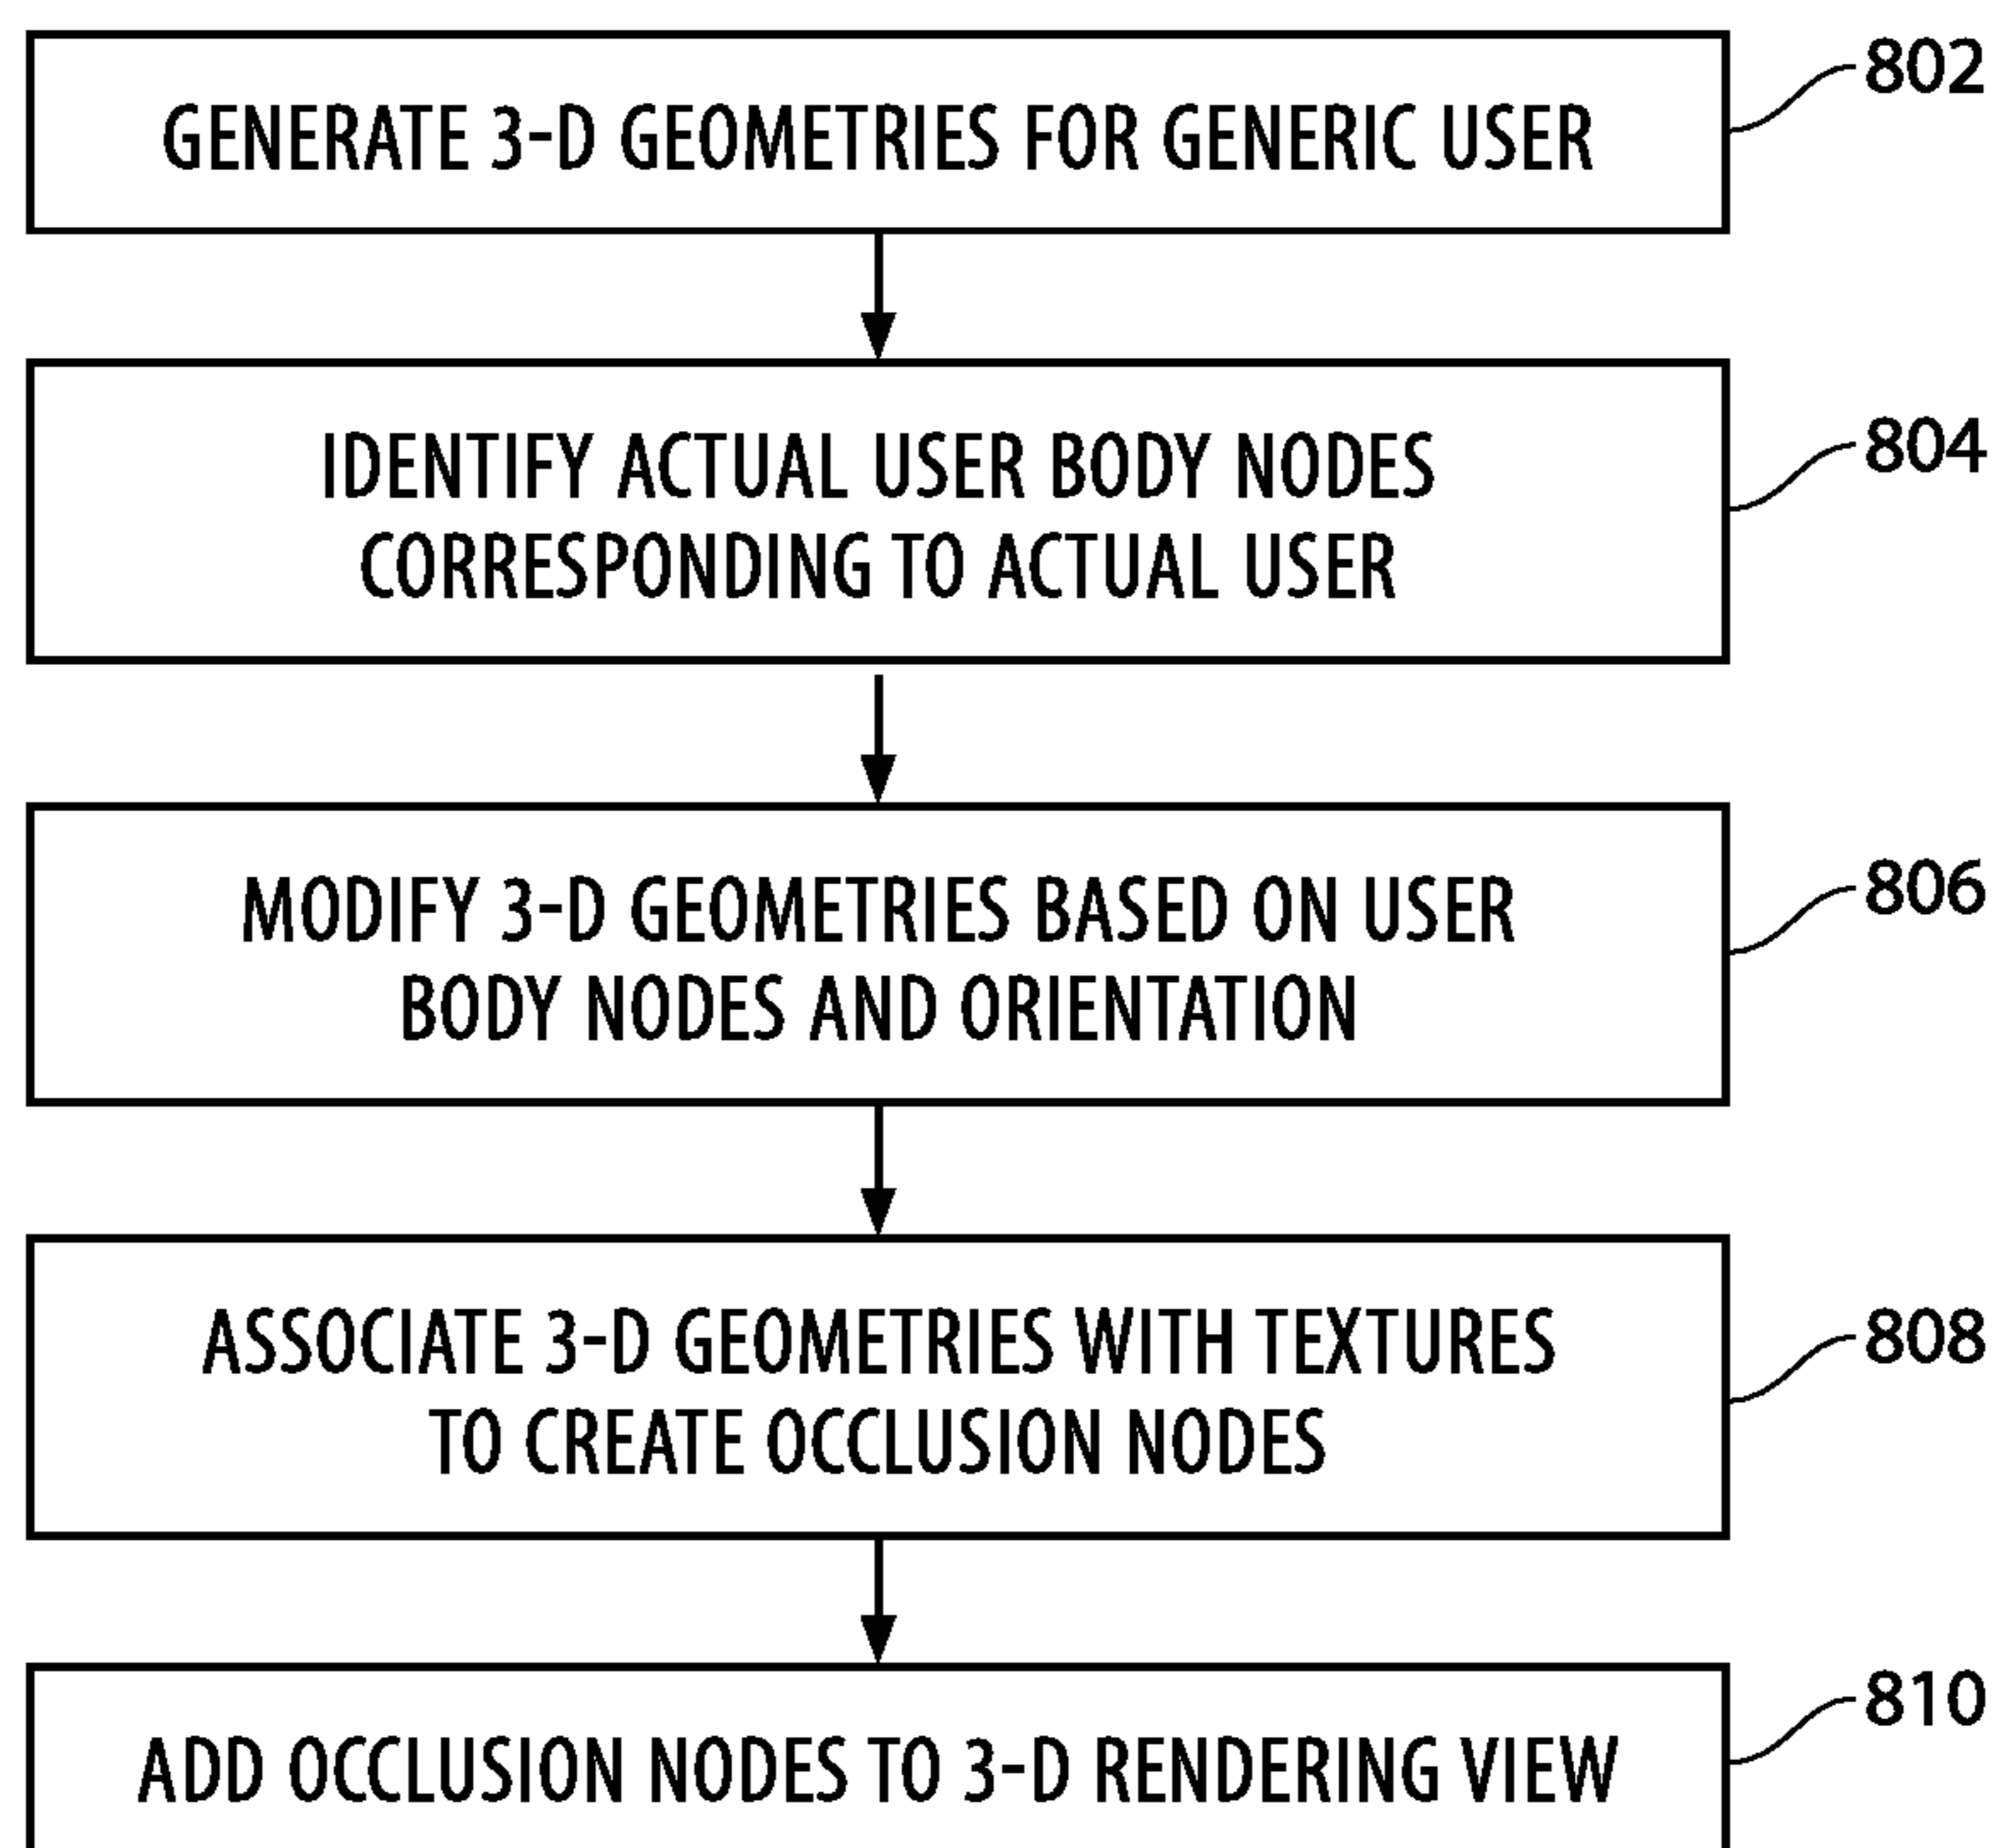 GENERATE 3-D GEOMETRIES FOR GENERIC USER
802
IDENTIFY ACTUAL USER BODY NODES
CORRESPONDING TO ACTUAL USER
804
MODIFY 3-D GEOMETRIES BASED ON USER
BODY NODES AND ORIENTATION
806
ASSOCIATE 3-D GEOMETRIES WITH TEXTURES
TO CREATE OCCLUSION NODES
808
ADD OCCLUSION NODES TO 3-D RENDERING VIEW
810